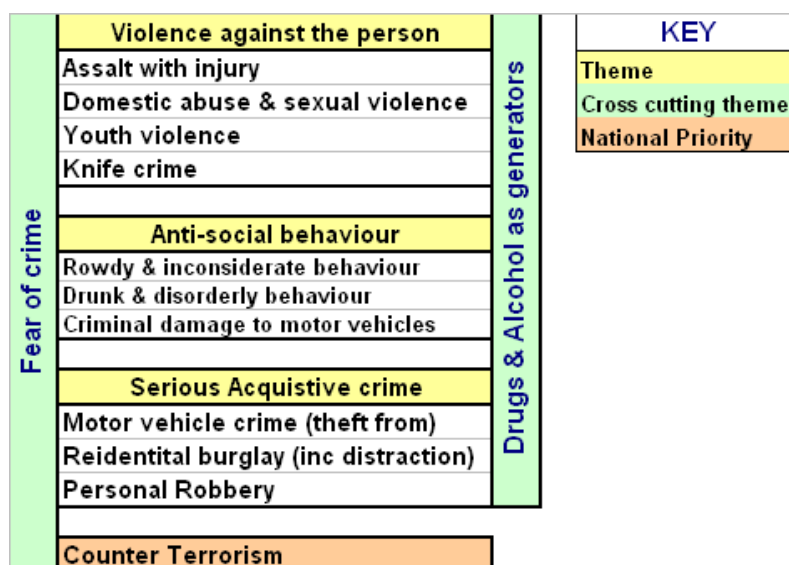 Fear of crime
Violence against the person
Assalt with injury
Domestic abuse & sexual violence
Youth violence
Knife crime
Anti-social behaviour
Rowdy & inconsiderate behaviour
Drunk & disorderly behaviour
Criminal damage to motor vehicles
Serious Acquistive crime
Motor vehicle crime (theft from)
Reidentital burglay (inc distraction)
Personal Robbery
Counter Terrorism
Drugs & Alcohol as generators
KEY
Theme
Cross cutting theme
National Priority